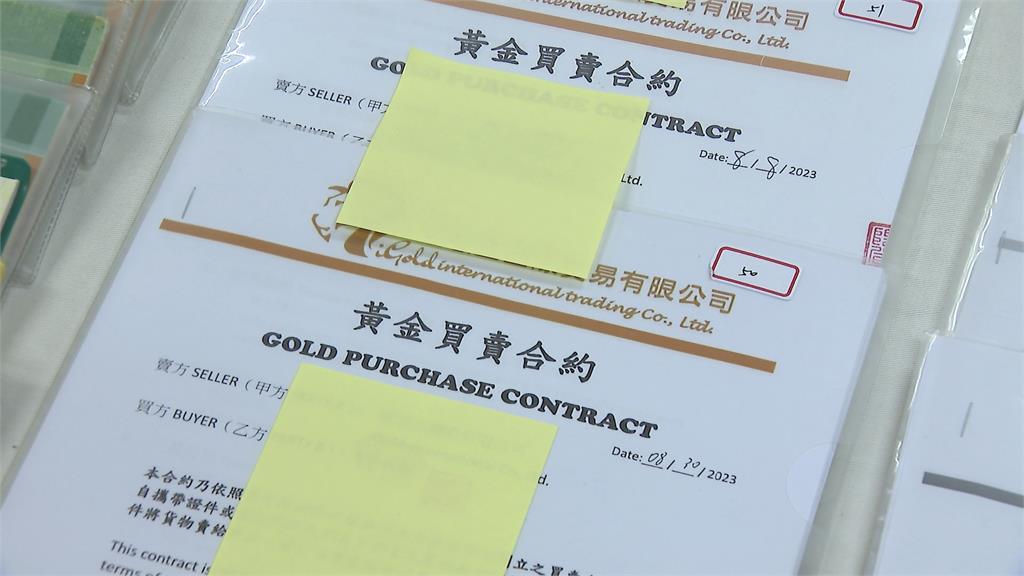 易有限公司
international trading Co., Ltd.
51
黃金買賣合約
GOLD PURCHASE CONTRACT
賣方 SELLER（甲方
買方 BUYER（乙
Date: 8/8/2023
Ltd.
易有限公司
Gold international trading Co., Ltd.
50
黃金買賣合約
GOLD PURCHASE CONTRACT
賣方 SELLER（甲方
買方 BUYER（乙方
Date: 08/30/2023
d.
本合約乃依照
自攜帶證件或
件將貨物賣給
立之買賣
This contract is
terms of